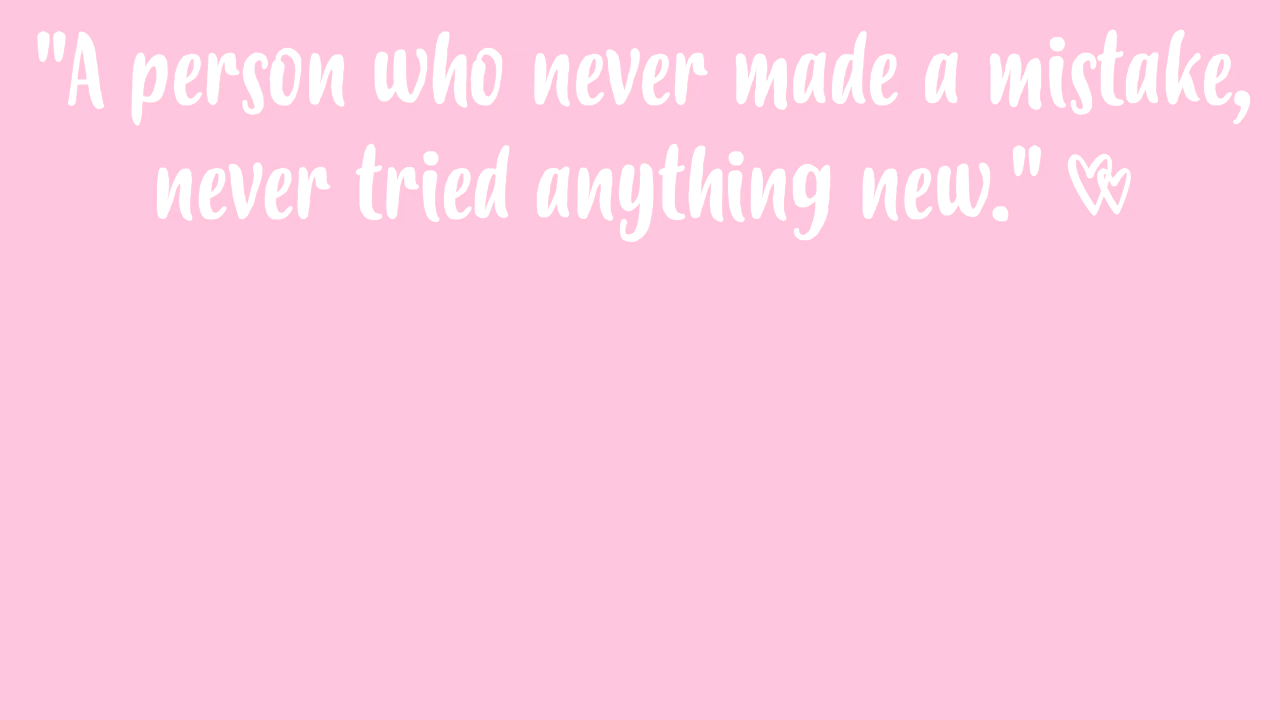 "A person who never made a mistake,
never tried anything new." 💕